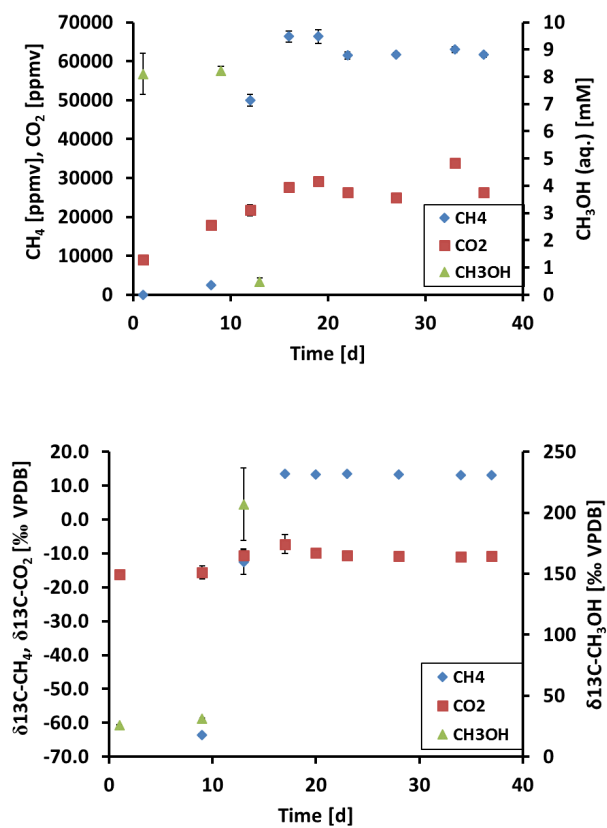 70000
60000
50000
40000
30000
20000
10000
0
CH₄ [ppmv], CO₂ [ppmv]
10
9
8
7
6
5
4
3
2
1
0
CH₃OH (aq.) [mM]
CH4
CO2
CH3OH
0 10 20 30 40
Time [d]
20.0
10.0
0.0
-10.0
-20.0
-30.0
-40.0
-50.0
-60.0
-70.0
δ13C-CH₄, δ13C-CO₂ [‰ VPDB]
250
200
150
100
50
0
δ13C-CH₃OH [‰ VPDB]
CH4
CO2
CH3OH
0 10 20 30 40
Time [d]